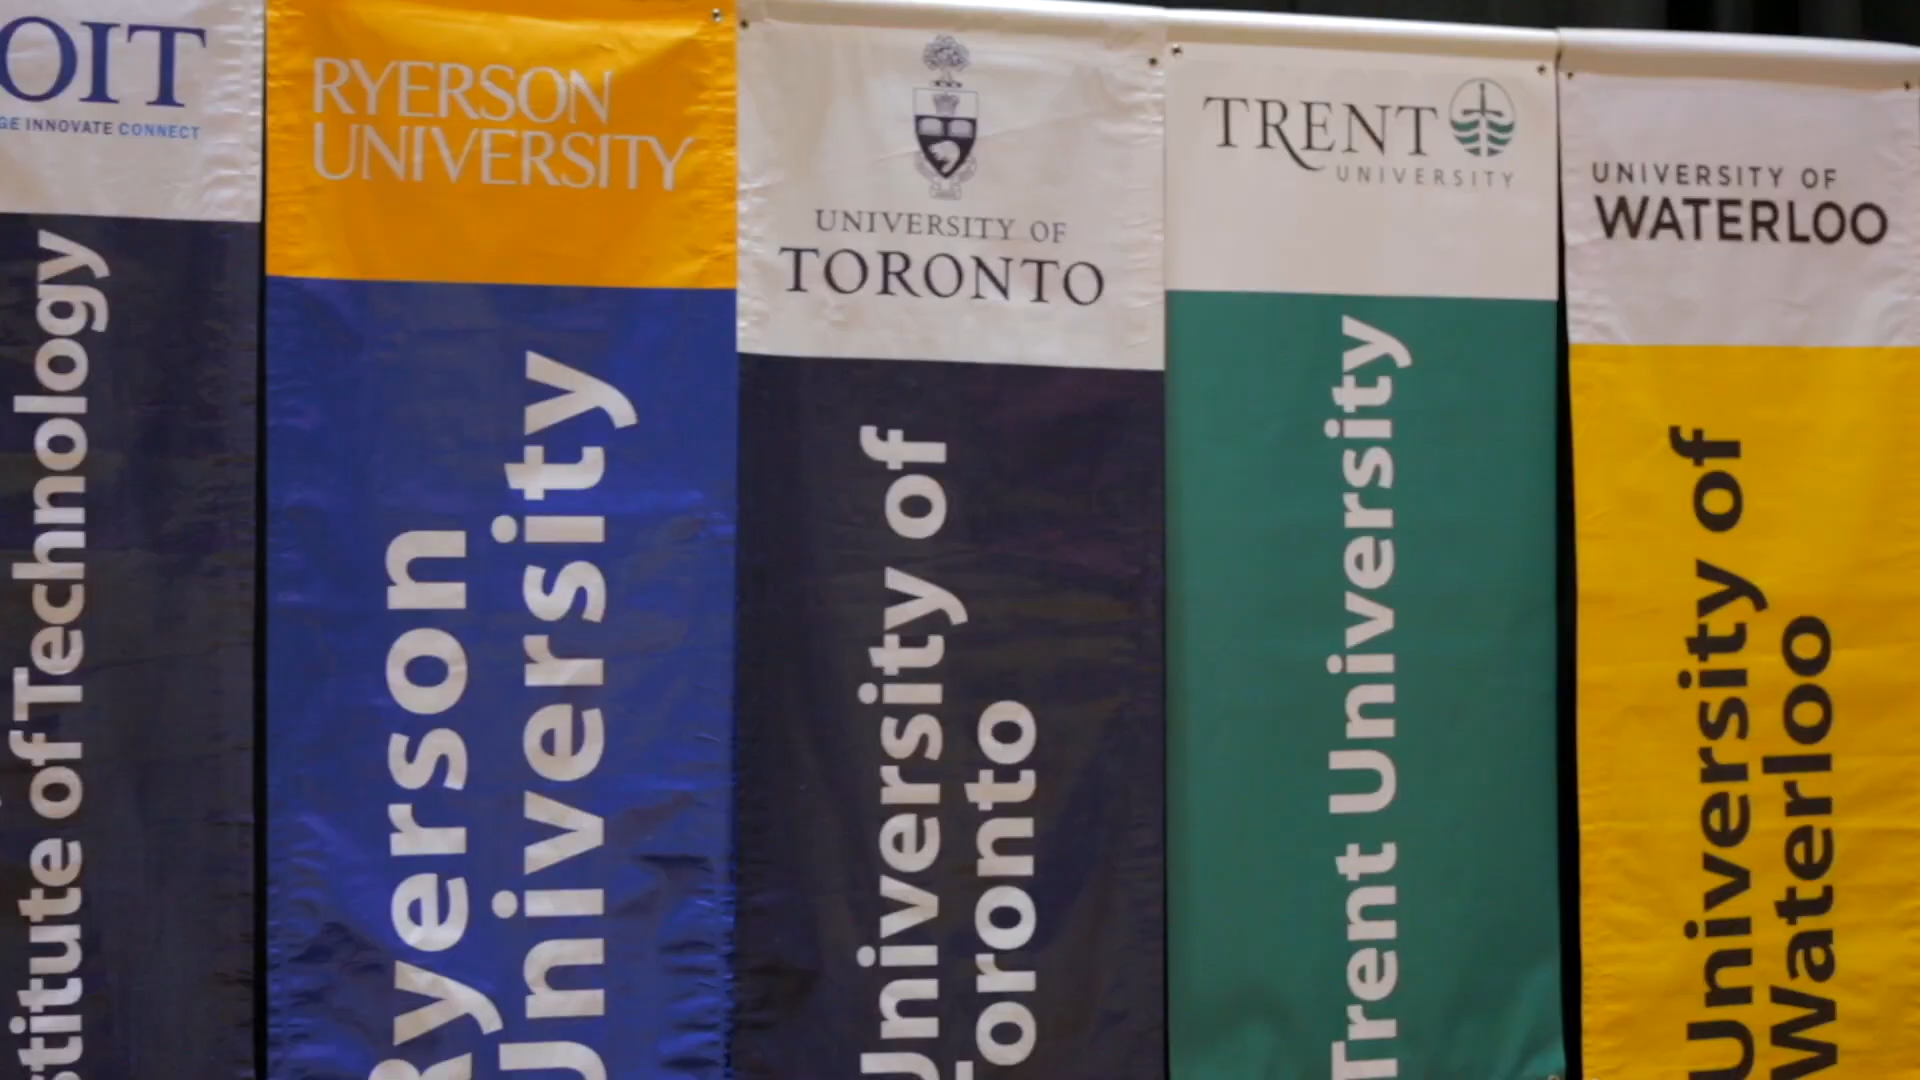 OIT
GE INNOVATE CONNECT
stitute of Technology
RYERSON
UNIVERSITY
Ryerson
University
UNIVERSITY OF
TORONTO
University of
Toronto
TRENT
UNIVERSITY
Trent University
UNIVERSITY OF
WATERLOO
University of
Waterloo